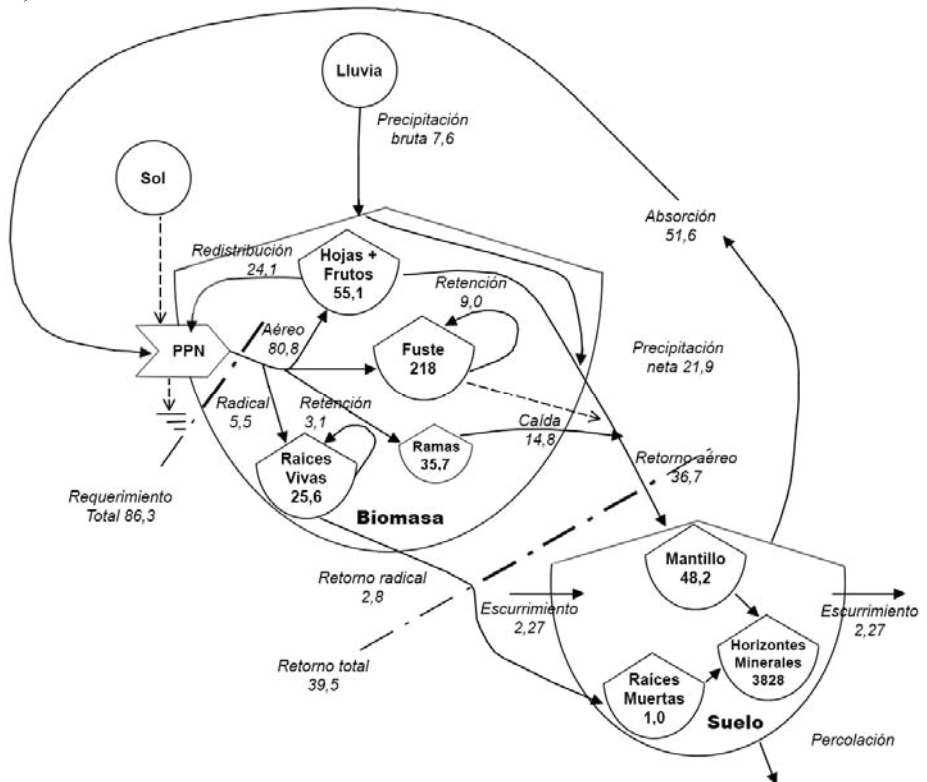 Lluvia
Precipitación
bruta 7,6
Sol
Absorción
51,6
Redistribución
24,1
Hojas +
Frutos
55,1
Retención
9,0
Aéreo
80,8
PPN
Fuste
218
Precipitación
neta 21,9
Radical
5,5
Retención
3,1
Caída
14,8
Ramas
35,7
Raíces
Vivas
25,6
Retorno aéreo
36,7
Requerimiento
Total 86,3
Biomasa
Mantillo
48,2
Retorno radical
2,8
Escurrimiento
2,27
Escurrimiento
2,27
Horizontes
Minerales
3828
Retorno total
39,5
Raíces
Muertas
1,0
Suelo
Percolación